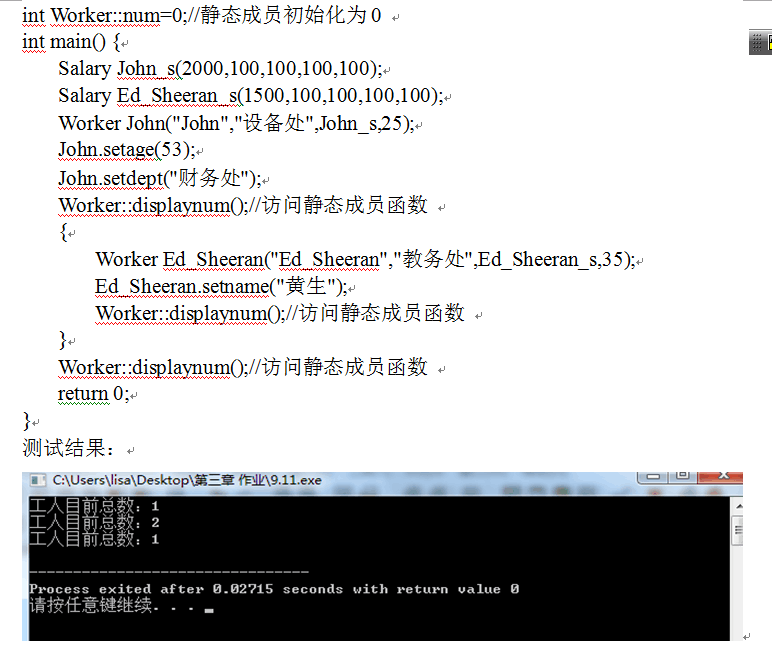 int Worker::num=0;//静态成员初始化为 0
int main() {
Salary John_s(2000,100,100,100,100);
Salary Ed_Sheeran_s(1500,100,100,100,100);
Worker John("John","设备处",John_s,25);
John.setage(53);
John.setdept("财务处");
Worker::displaynum();//访问静态成员函数
{
Worker Ed_Sheeran("Ed_Sheeran","教务处",Ed_Sheeran_s,35);
Ed_Sheeran.setname("黄生");
Worker::displaynum();//访问静态成员函数
}
Worker::displaynum();//访问静态成员函数
return 0;
}
测试结果：
C:\Users\lisa\Desktop\第三章 作业\9.11.exe
工人目前总数：1
工人目前总数：2
工人目前总数：1
--------------------------------
Process exited after 0.02715 seconds with return value 0
请按任意键继续. . .